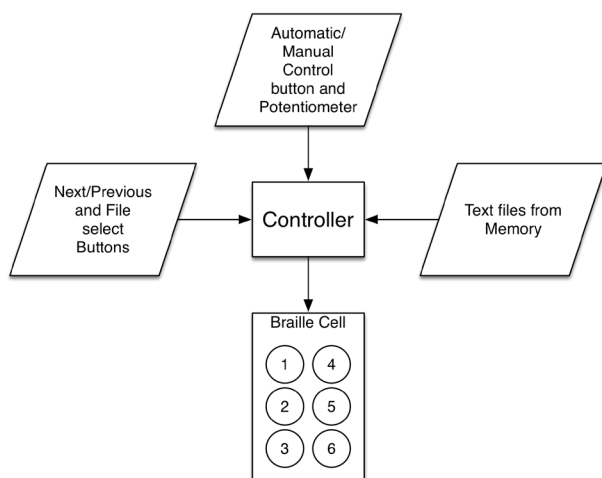 Automatic/
Manual
Control
button and
Potentiometer
Next/Previous
and File
select
Buttons
Controller
Text files from
Memory
Braille Cell
1 4
2 5
3 6